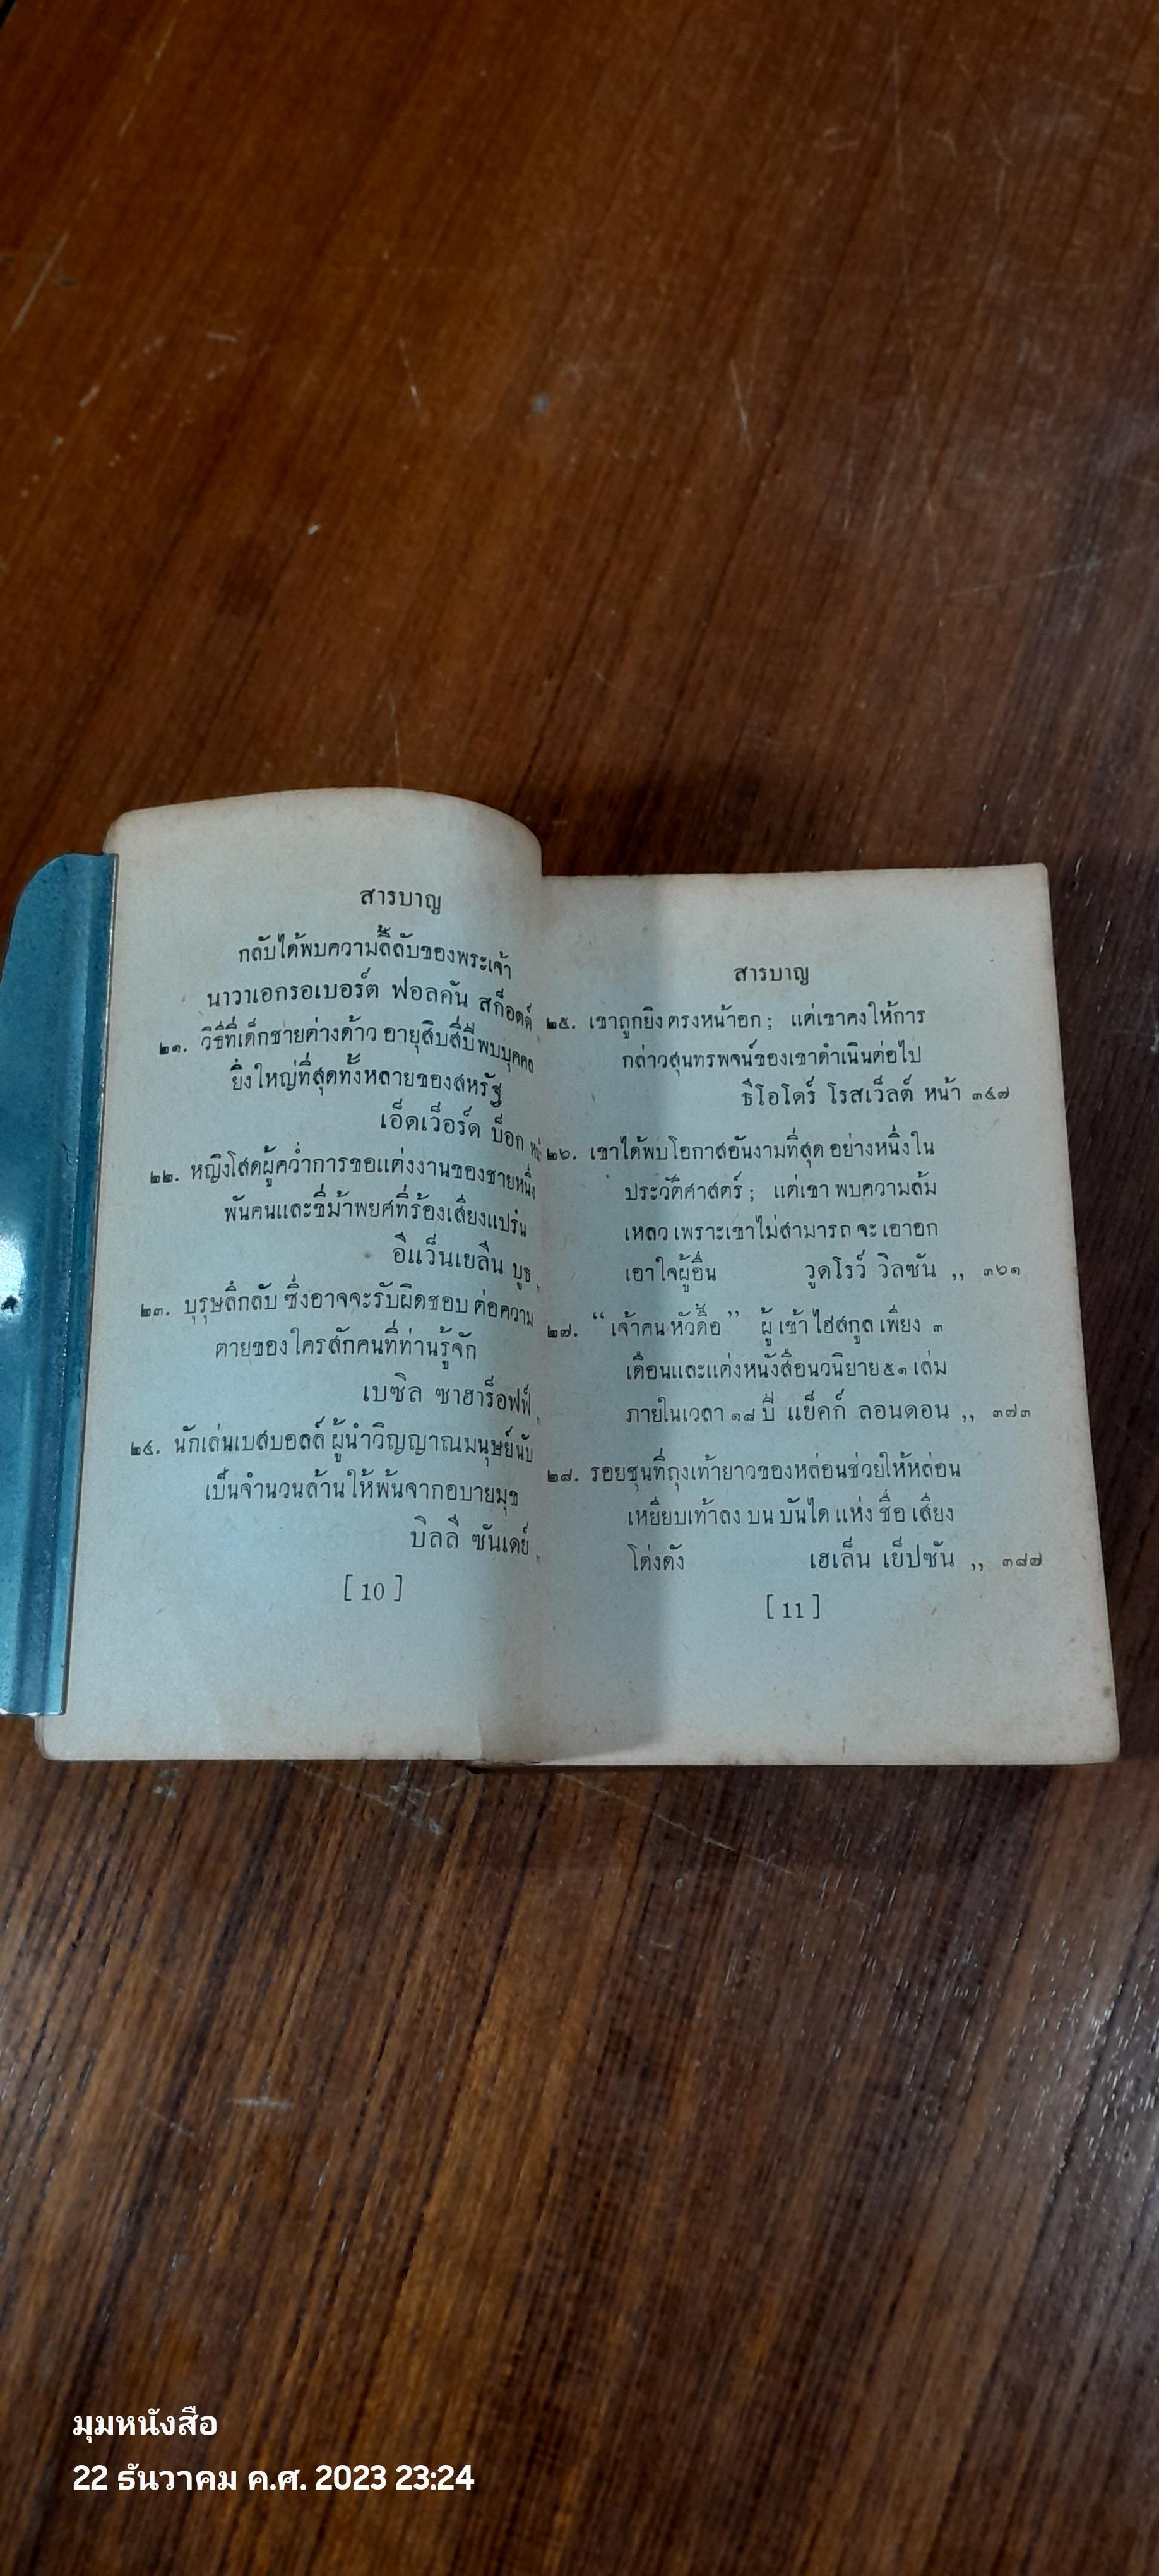 สารบาญ
กลับได้พบความลี้ลับของพระเจ้า
นาวาเอกรอเบอร์ต ฟอลคัน สก็อตต์
๒๑. วิธีที่เด็กชายต่างด้าว อายุสิบสี่ปีพบบุคคล
ยิ่งใหญ่ที่สุดทั้งหลายของสหรัฐ
เอ็ดเว็อร์ด บ็อก
๒๒. หญิงโสดผู้คว่ำการขอแต่งงานของชายหนึ่ง
พันคนและขี่ม้าพยศที่ร้องเสียงแปร๋น
อีแว็นเยลีน บูธ
๒๓. บุรุษลึกลับ ซึ่งอาจจะรับผิดชอบ ต่อความ
ตายของใครสักคนที่ท่านรู้จัก
เบซิล ซาฮาร็อฟฟ์
๒๔. นักเล่นเบสบอลล์ ผู้นำวิญญาณมนุษย์นับ
เป็นจำนวนล้าน ให้พ้นจากอบายมุข
บิลลี ซันเดย์
[ 10 ]
สารบาญ
๒๕. เขาถูกยิงตรงหน้าอก ; แต่เขาคงให้การ
กล่าวสุนทรพจน์ของเขาดำเนินต่อไป
ธีโอโดร์ โรสเว็ลต์ หน้า ๓๔๗
๒๖. เขาได้พบโอกาสอันงามที่สุด อย่างหนึ่งใน
ประวัติศาสตร์ ; แต่เขา พบความล้ม
เหลว เพราะเขาไม่สามารถ จะ เอาอก
เอาใจผู้อื่น วูดโรว์ วิลซัน ,, ๓๖๑
๒๗. “เจ้าคนหัวดื้อ” ผู้ เข้า ไฮ่สกูล เพียง ๓
เดือนและแต่งหนังสือนวนิยาย ๕๑ เล่ม
ภายในเวลา ๑๘ ปี แย็คก์ ลอนดอน ,, ๓๗๓
๒๘. รอยชุนที่ถุงเท้ายาวของหล่อนช่วยให้หล่อน
เหยียบเท้าลง บน บันได แห่ง ชื่อ เสียง
โด่งดัง เฮเล็น เย็ปซัน ,, ๓๘๗
[ 11 ]
มุมหนังสือ
22 ธันวาคม ค.ศ. 2023 23:24